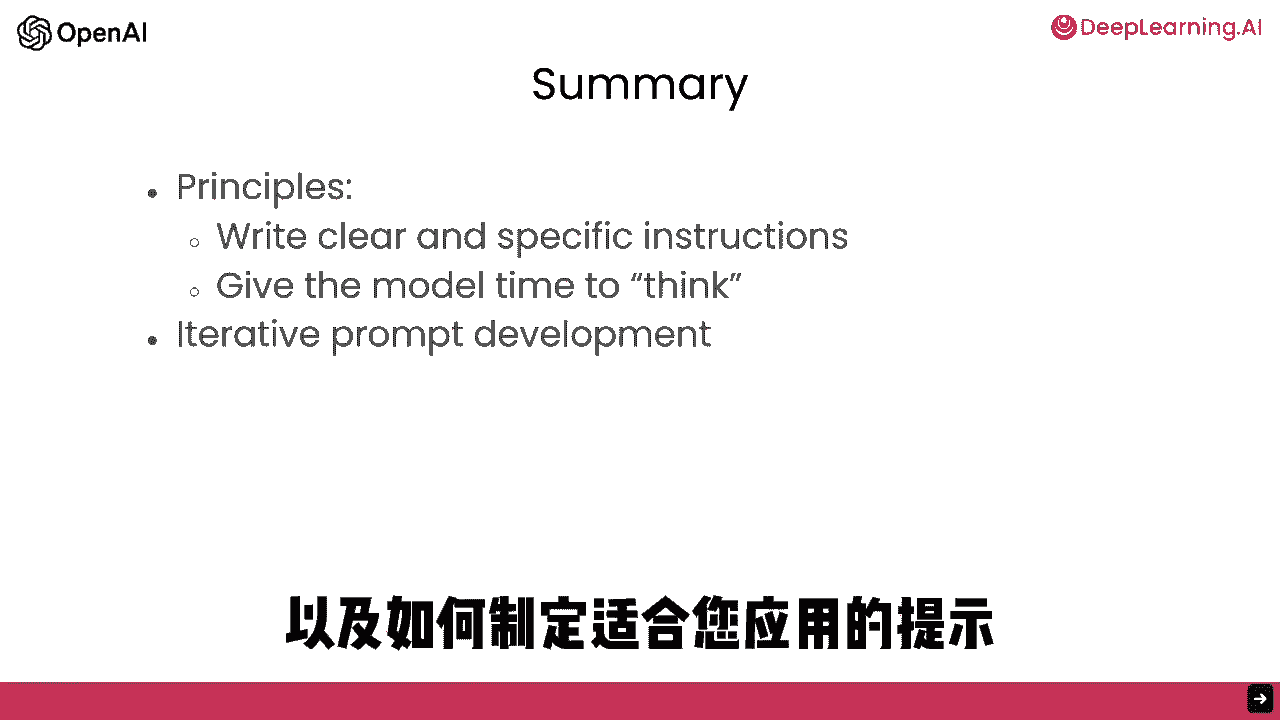 OpenAI
DeepLearning.AI
Summary
• Principles:
○ Write clear and specific instructions
○ Give the model time to “think”
• Iterative prompt development
以及如何制定适合您应用的提示